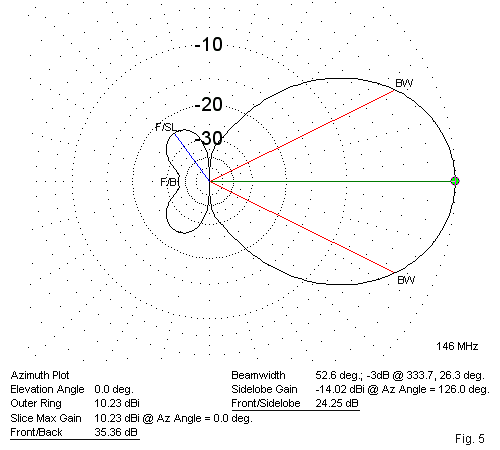 -10
BW
-20
F/SL
-30
F/B
BW
146 MHz
Azimuth Plot
Elevation Angle 0.0 deg.
Outer Ring 10.23 dBi
Slice Max Gain 10.23 dBi @ Az Angle = 0.0 deg.
Front/Back 35.36 dB
Beamwidth 52.6 deg.; -3dB @ 333.7, 26.3 deg.
Sidelobe Gain -14.02 dBi @ Az Angle = 126.0 deg.
Front/Sidelobe 24.25 dB
Fig. 5